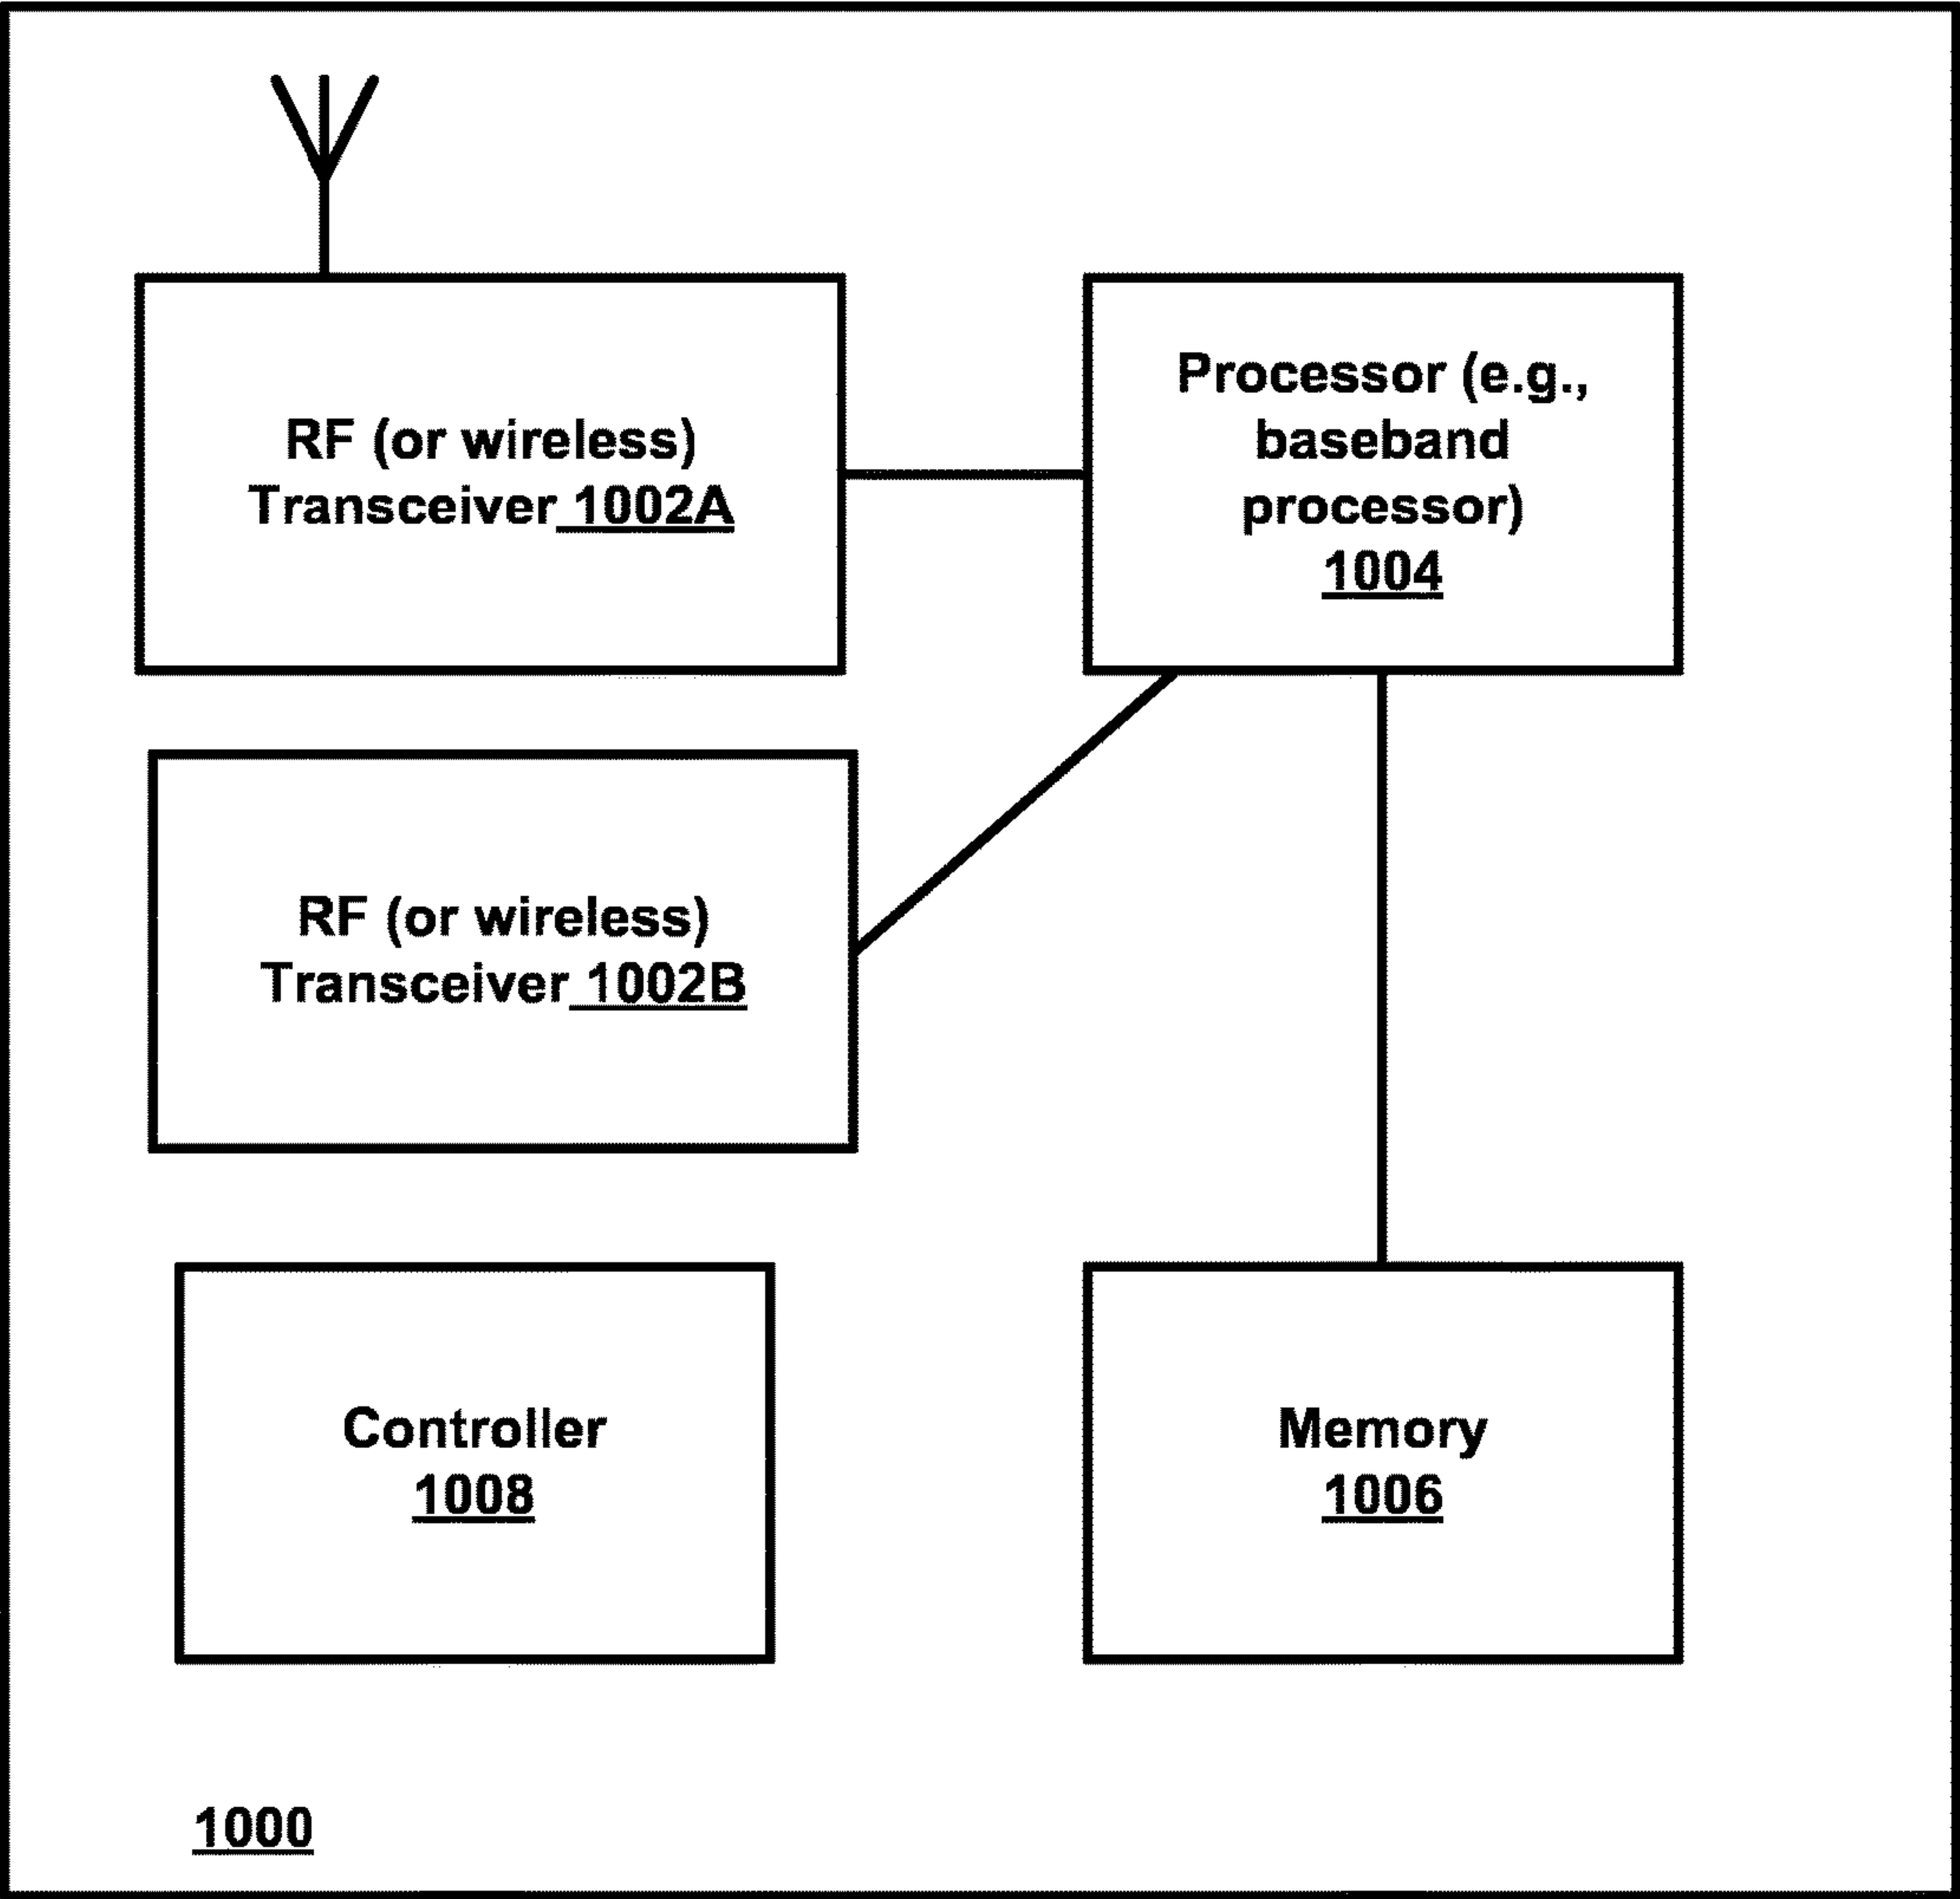 RF (or wireless)
Transceiver 1002A
Processor (e.g.,
baseband
processor)
1004
RF (or wireless)
Transceiver 1002B
Controller
1008
Memory
1006
1000